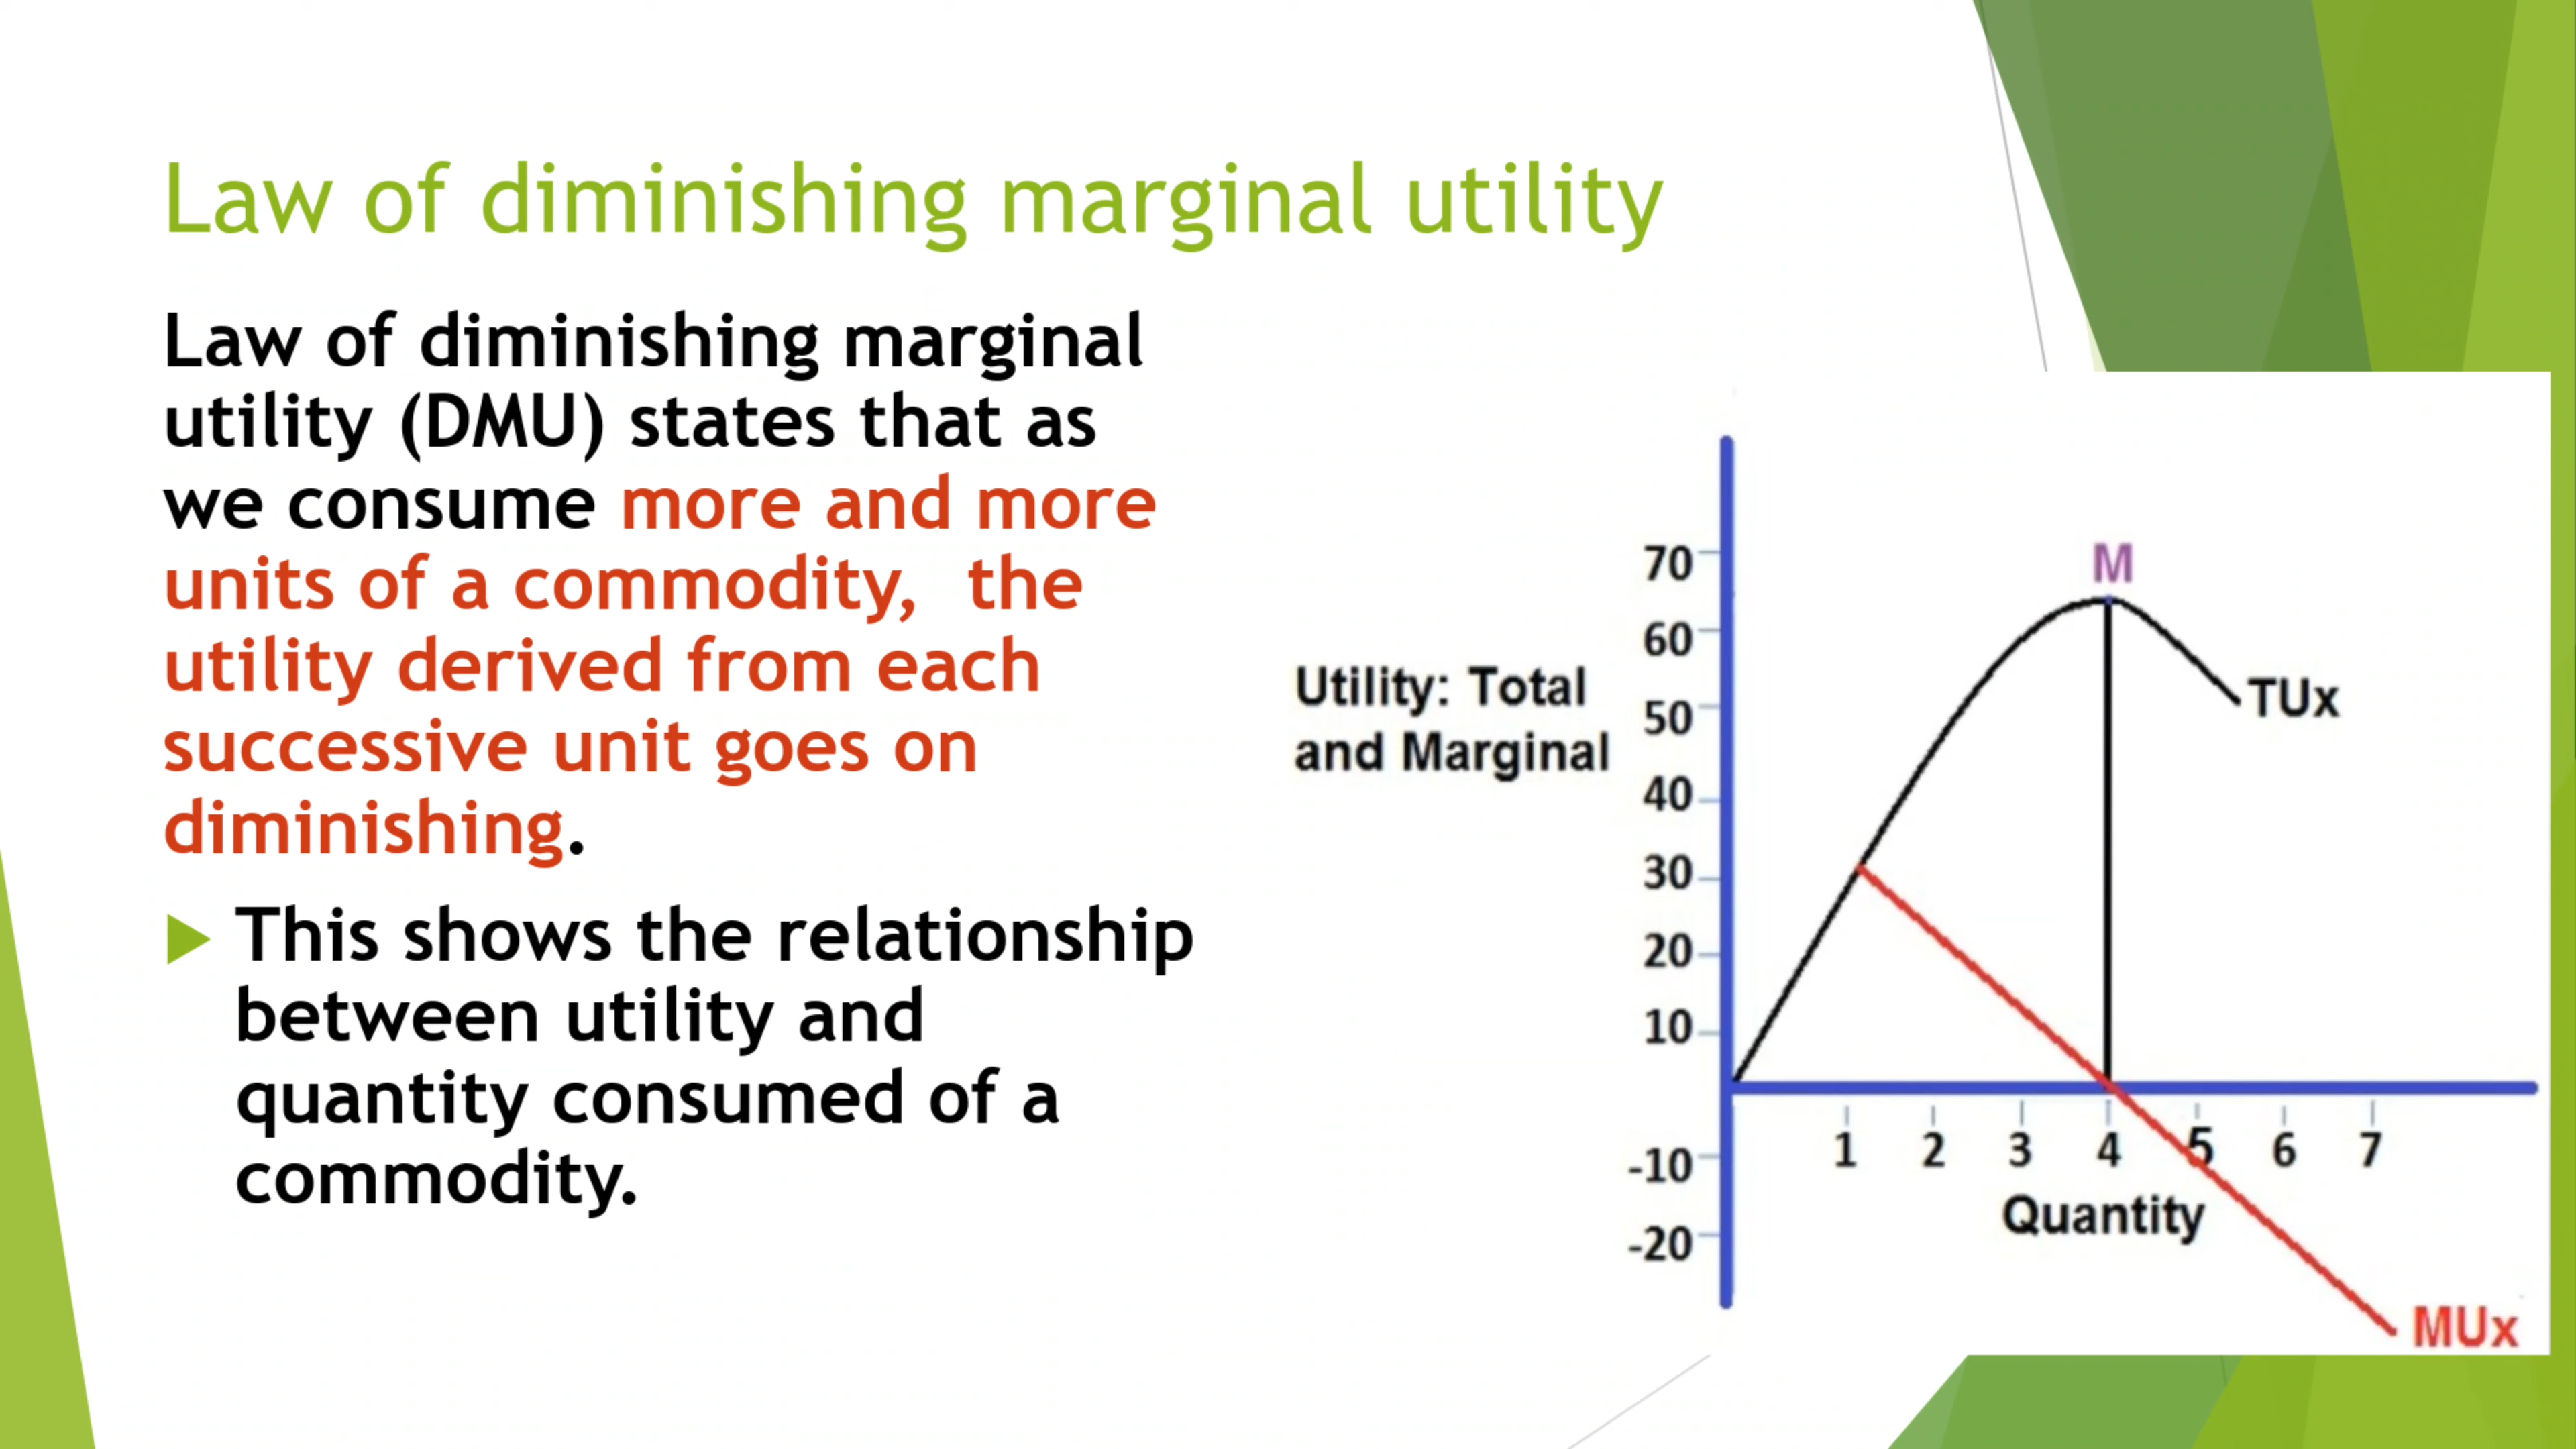 Law of diminishing marginal utility
Law of diminishing marginal
utility (DMU) states that as
we consume more and more
units of a commodity, the
utility derived from each
successive unit goes on
diminishing.
This shows the relationship
between utility and
quantity consumed of a
commodity.
Utility: Total
and Marginal
70
60
50
40
30
20
10
-10
-20
M
TUx
1 2 3 4 5 6 7
Quantity
MUx